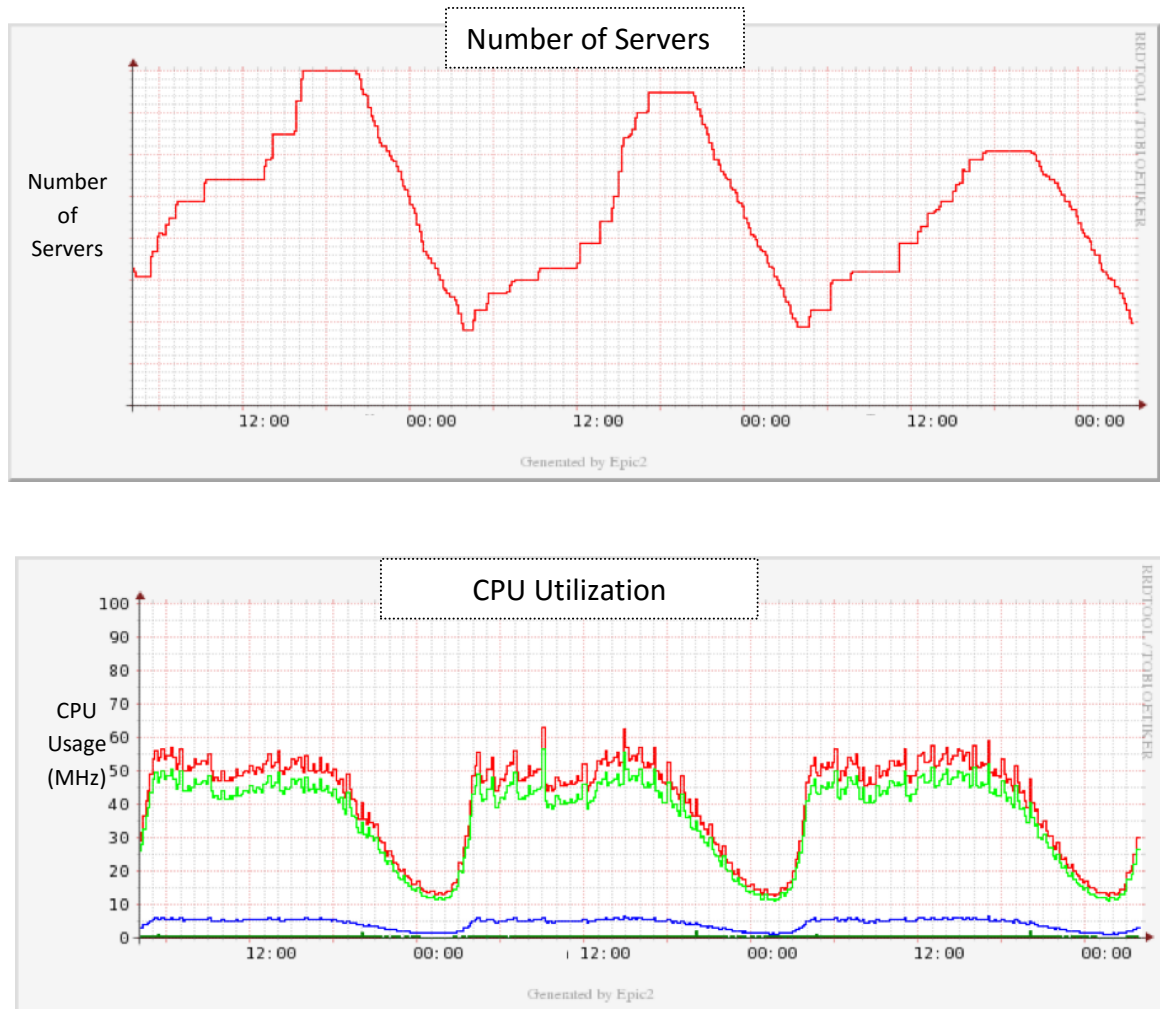 Number of Servers
RRDTOOL / TOBI OETIKER
Number
of
Servers
12:00 00:00 12:00 00:00 12:00 00:00
Generated by Epic2
CPU Utilization
RRDTOOL / TOBI OETIKER
100
90
80
70
60
50
40
30
20
10
0
CPU
Usage
(MHz)
12:00 00:00 12:00 00:00 12:00 00:00
Generated by Epic2